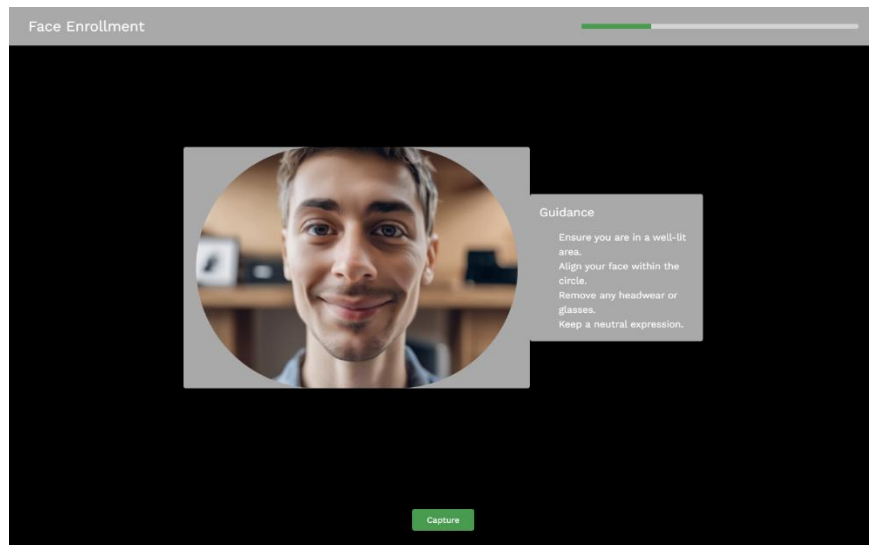 Face Enrollment
Guidance
Ensure you are in a well-lit
area.
Align your face within the
circle.
Remove any headwear or
glasses.
Keep a neutral expression.
Capture